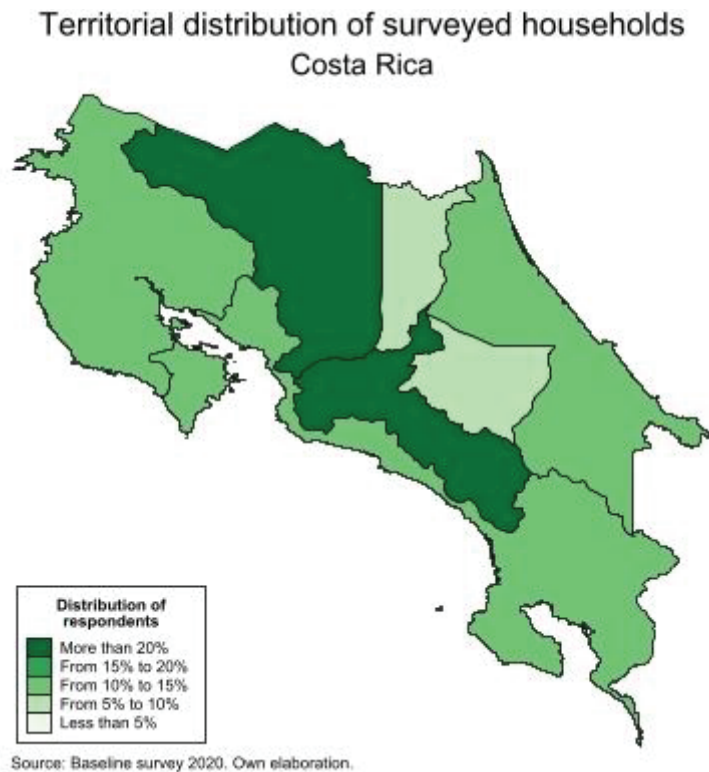 Territorial distribution of surveyed households
Costa Rica
Distribution of
respondents
More than 20%
From 15% to 20%
From 10% to 15%
From 5% to 10%
Less than 5%
Source: Baseline survey 2020. Own elaboration.